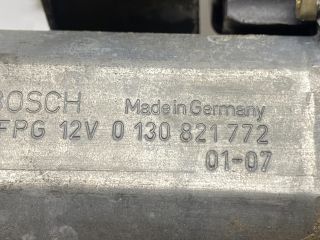 BOSCH Made in Germany
FPG 12V 0 130 821 772
01-07